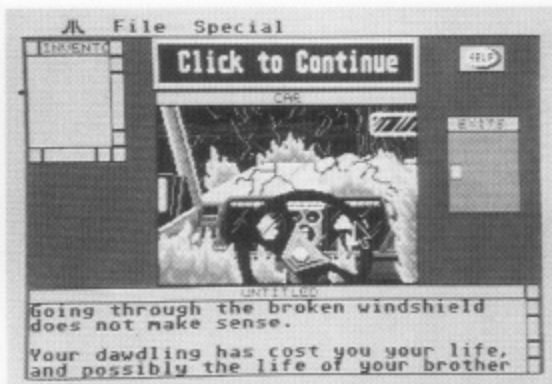 File Special
INVENTO
Click to Continue
HELP
CAR
EXITS
UNTITLED
Going through the broken windshield
does not make sense.
Your dawdling has cost you your life,
and possibly the life of your brother